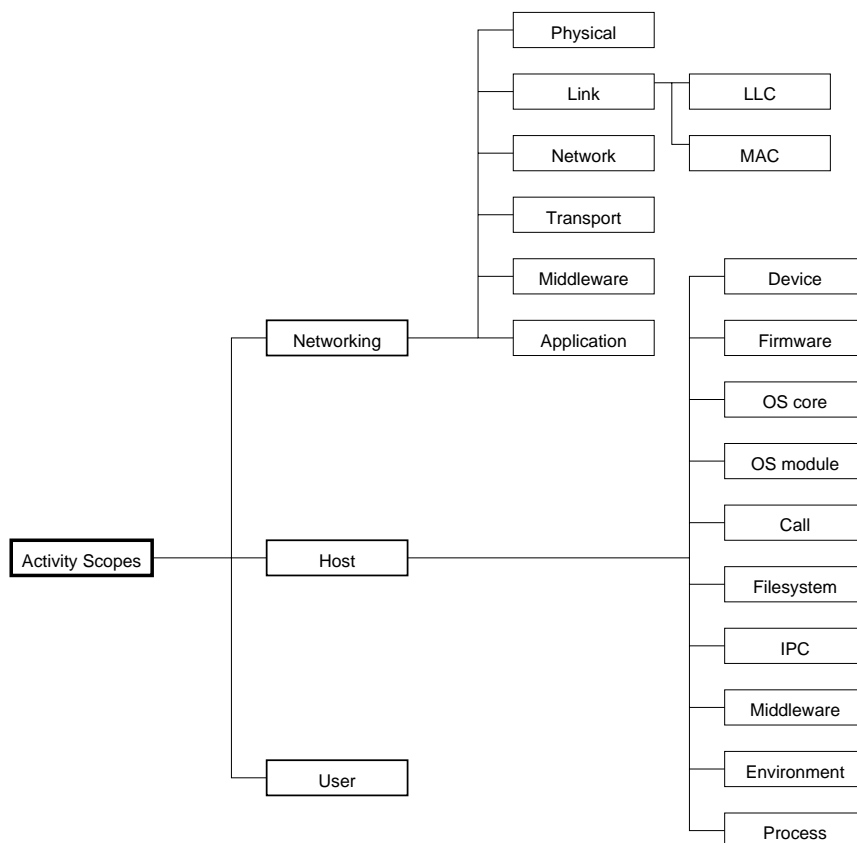 Physical
Link
LLC
Network
MAC
Transport
Middleware
Device
Networking
Application
Firmware
OS core
OS module
Call
Activity Scopes
Host
Filesystem
IPC
Middleware
User
Environment
Process